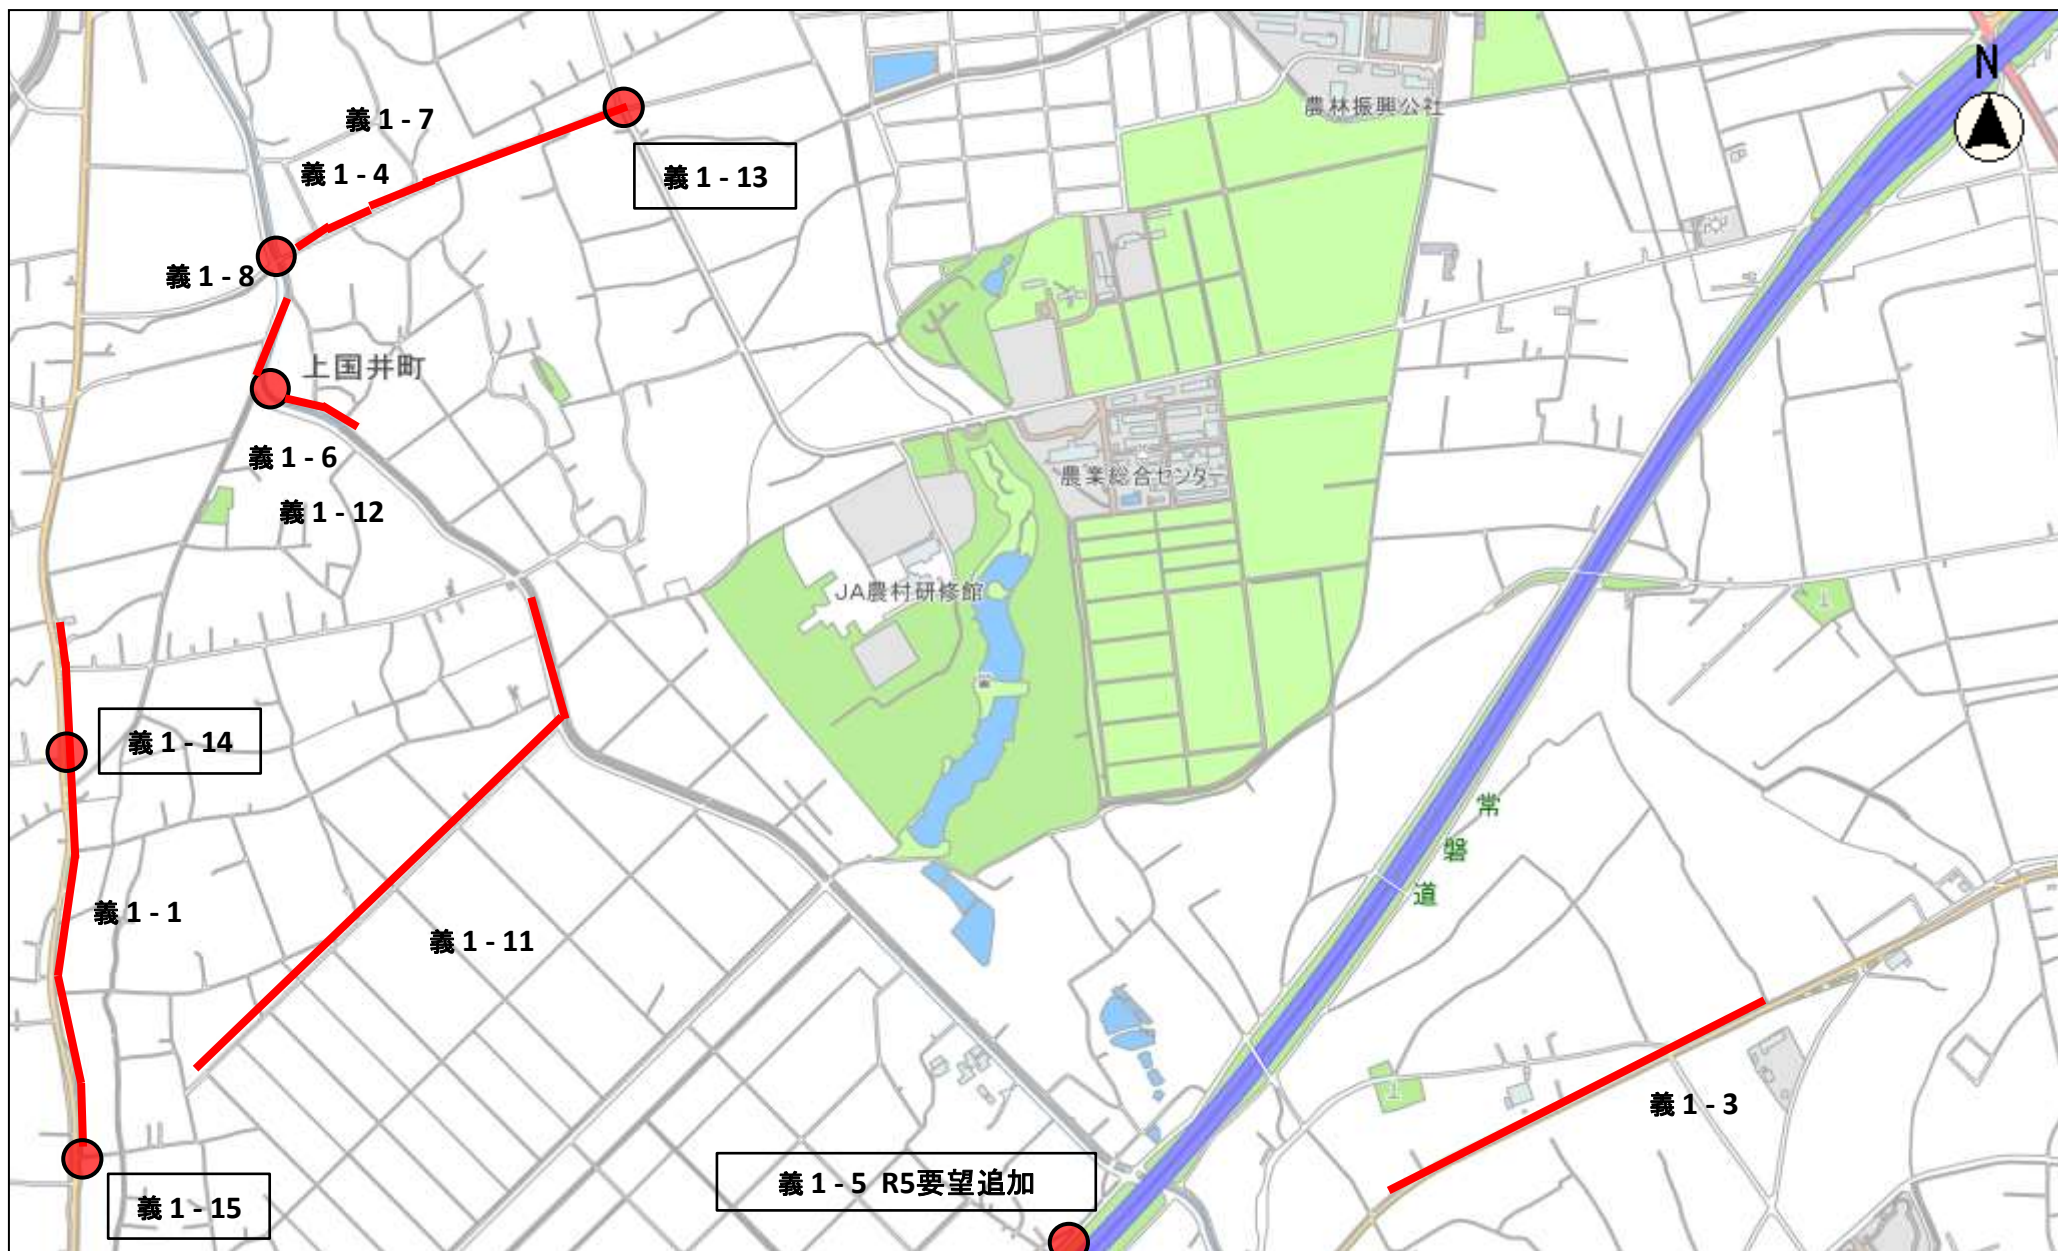 N
農林振興公社
義 1 - 7
義 1 - 4
義 1 - 13
義 1 - 8
上国井町
義 1 - 6
義 1 - 12
農業総合センター
JA農村研修館
義 1 - 14
常磐道
義 1 - 1
義 1 - 11
義 1 - 3
義 1 - 5 R5要望追加
義 1 - 15